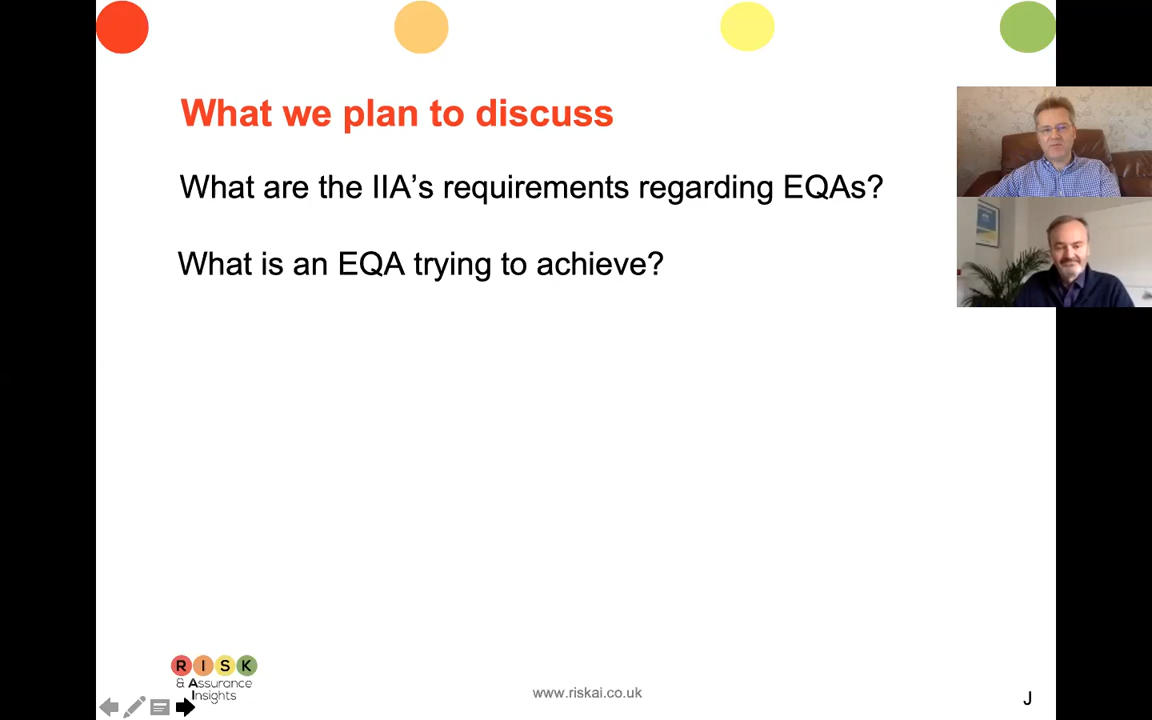 What we plan to discuss
What are the IIA’s requirements regarding EQAs?
What is an EQA trying to achieve?
RISK
& Assurance
Insights
www.riskai.co.uk
J